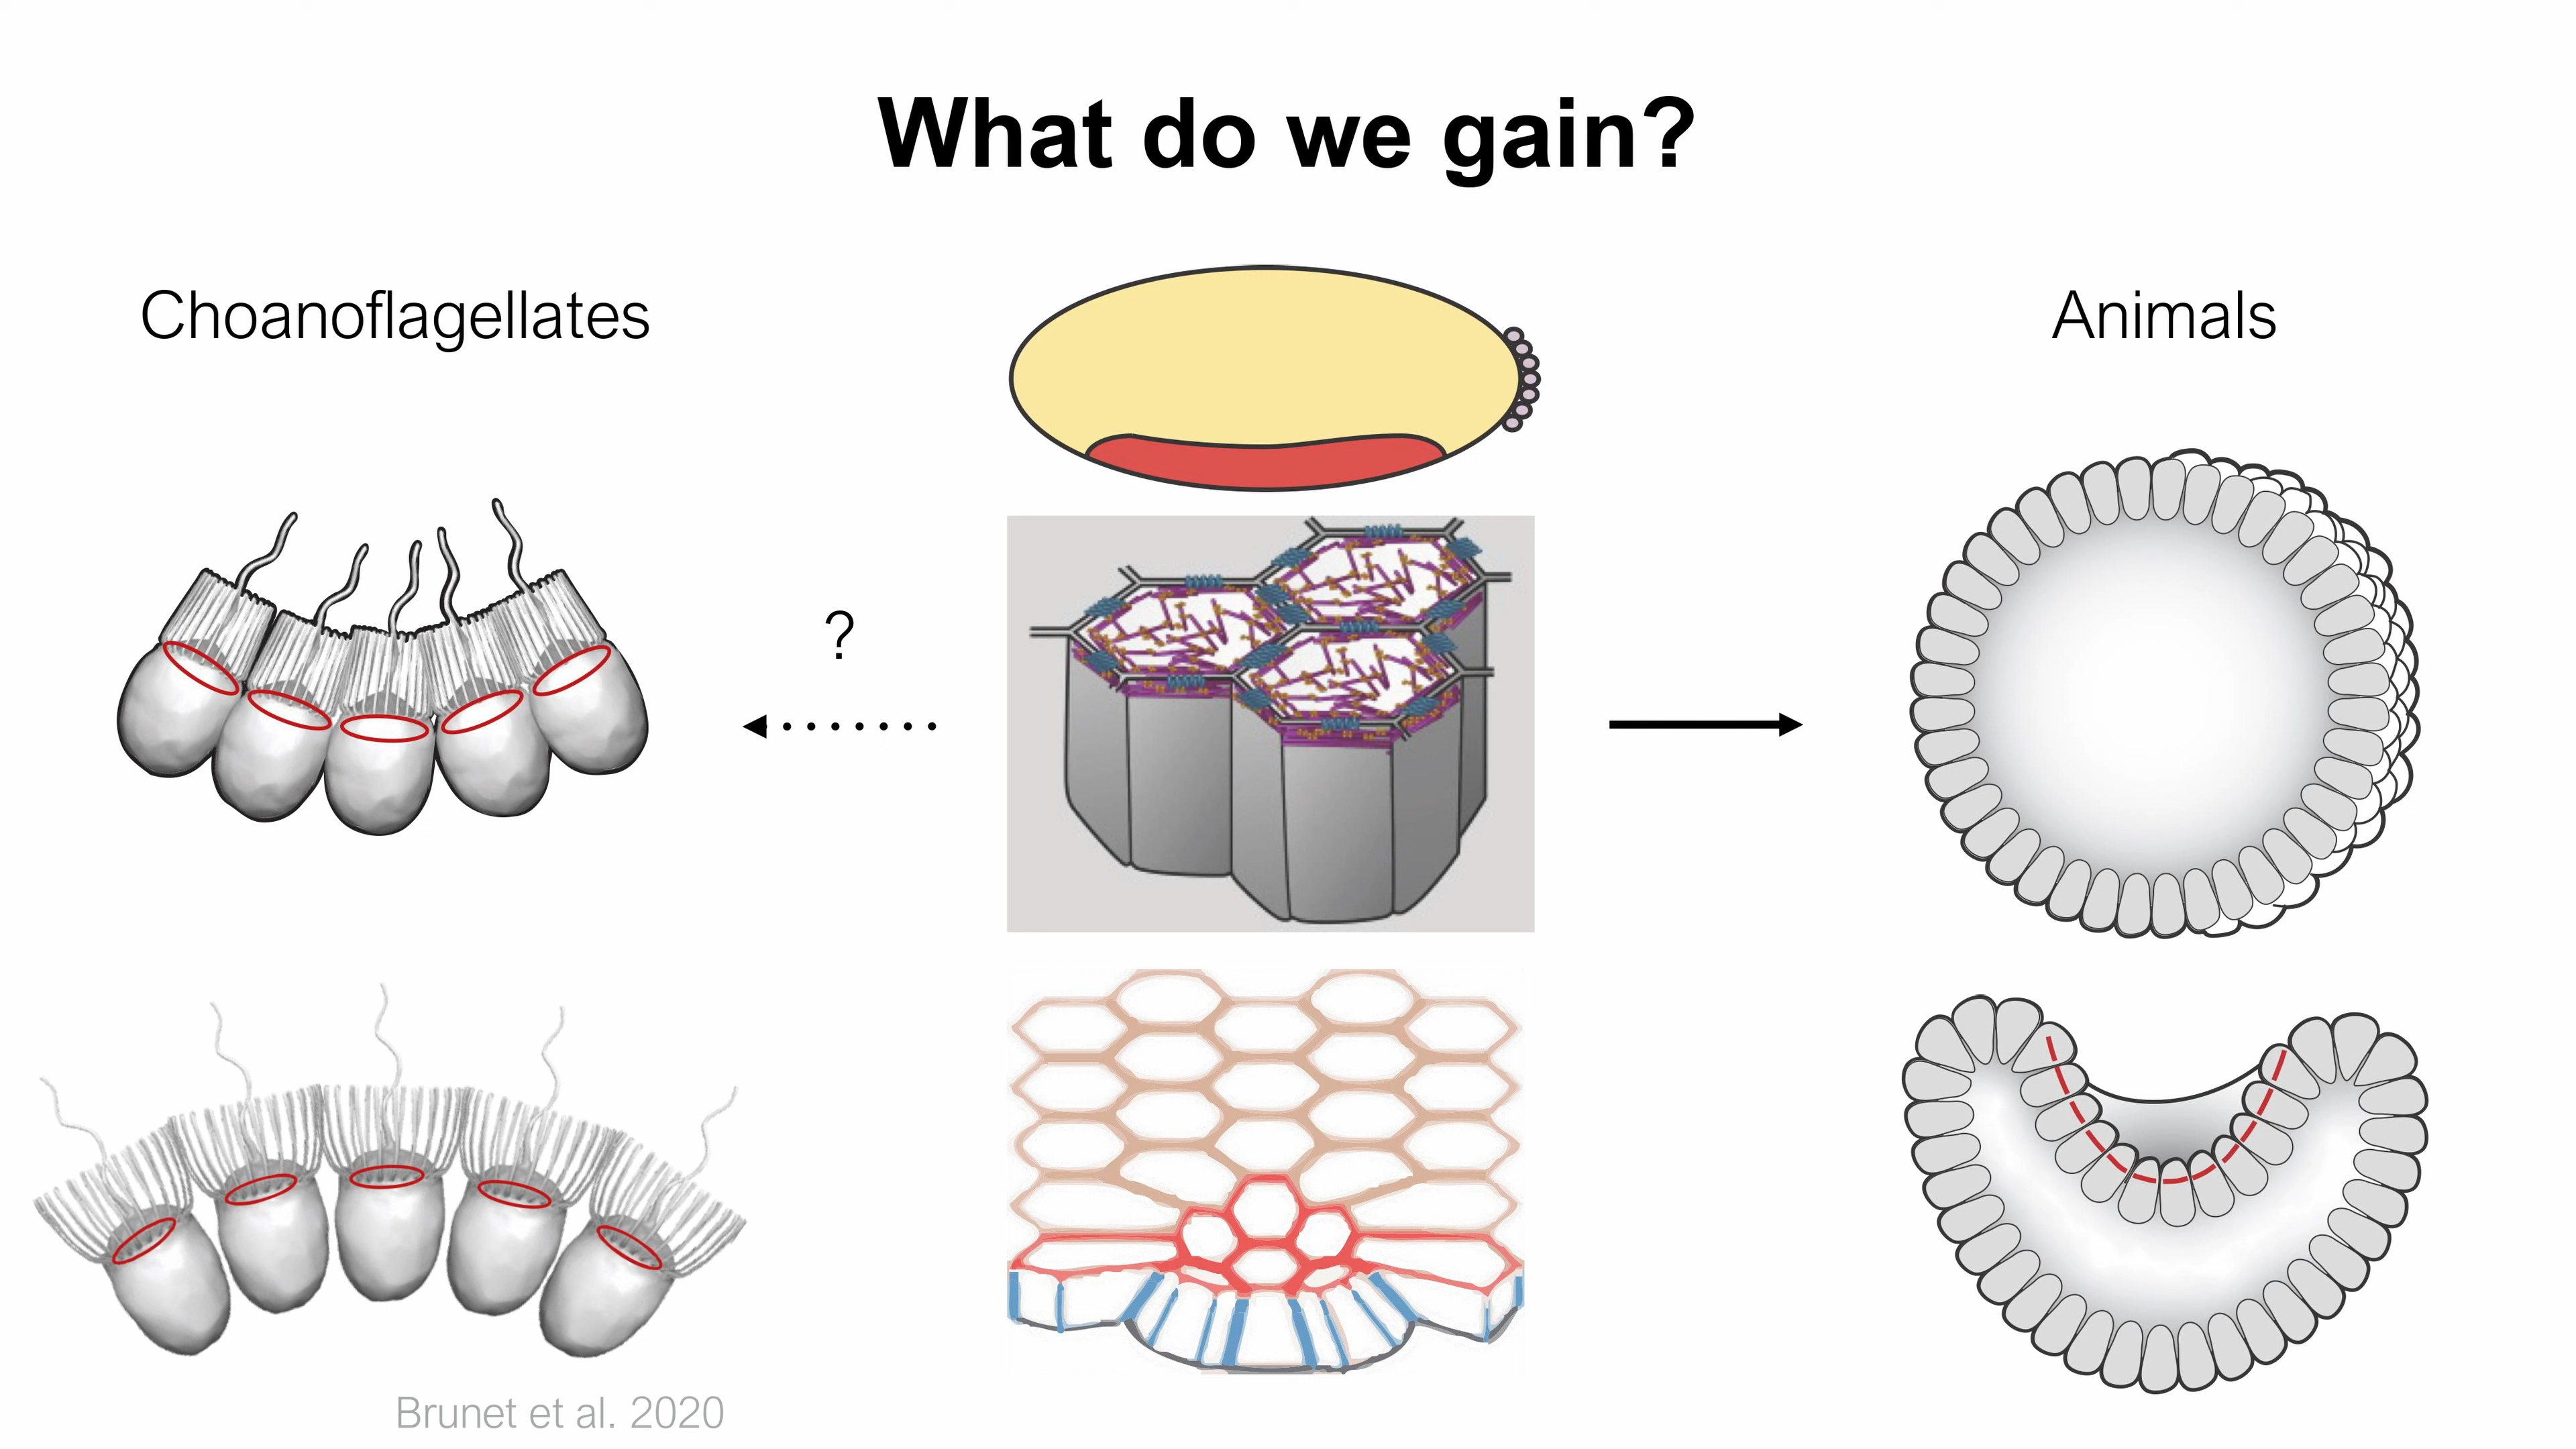 What do we gain?
Choanoflagellates
Animals
?
Brunet et al. 2020